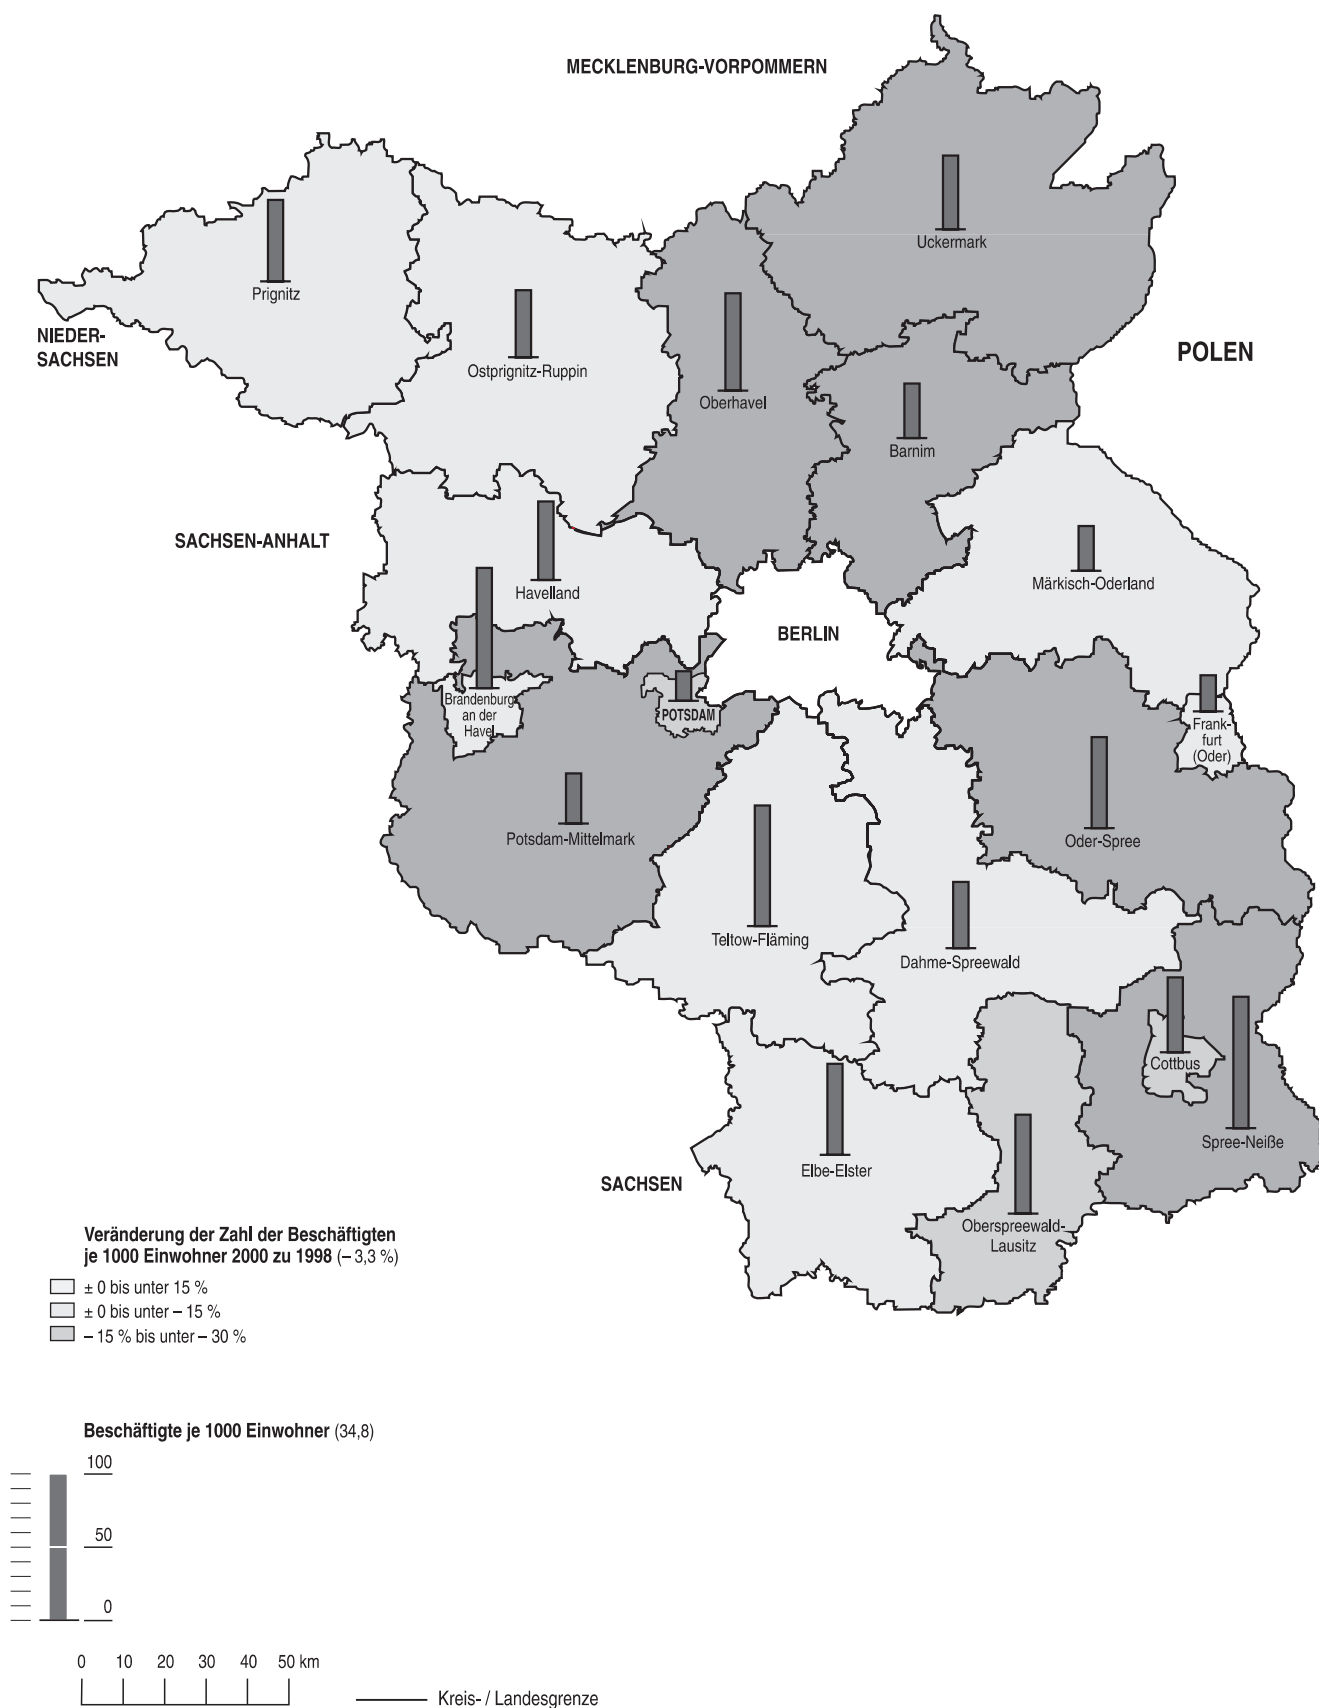 MECKLENBURG-VORPOMMERN
Uckermark
Prignitz
NIEDER-
SACHSEN
POLEN
Ostprignitz-Ruppin
Oberhavel
Barnim
SACHSEN-ANHALT
Havelland
Märkisch-Oderland
BERLIN
Brandenburg
an der
Havel
POTSDAM
Frank-
furt
(Oder)
Potsdam-Mittelmark
Oder-Spree
Teltow-Fläming
Dahme-Spreewald
Cottbus
Spree-Neiße
Elbe-Elster
SACHSEN
Oberspreewald-
Lausitz
Veränderung der Zahl der Beschäftigten
je 1000 Einwohner 2000 zu 1998 (– 3,3 %)
± 0 bis unter 15 %
± 0 bis unter – 15 %
– 15 % bis unter – 30 %
Beschäftigte je 1000 Einwohner (34,8)
100
50
0
0 10 20 30 40 50 km
Kreis- / Landesgrenze